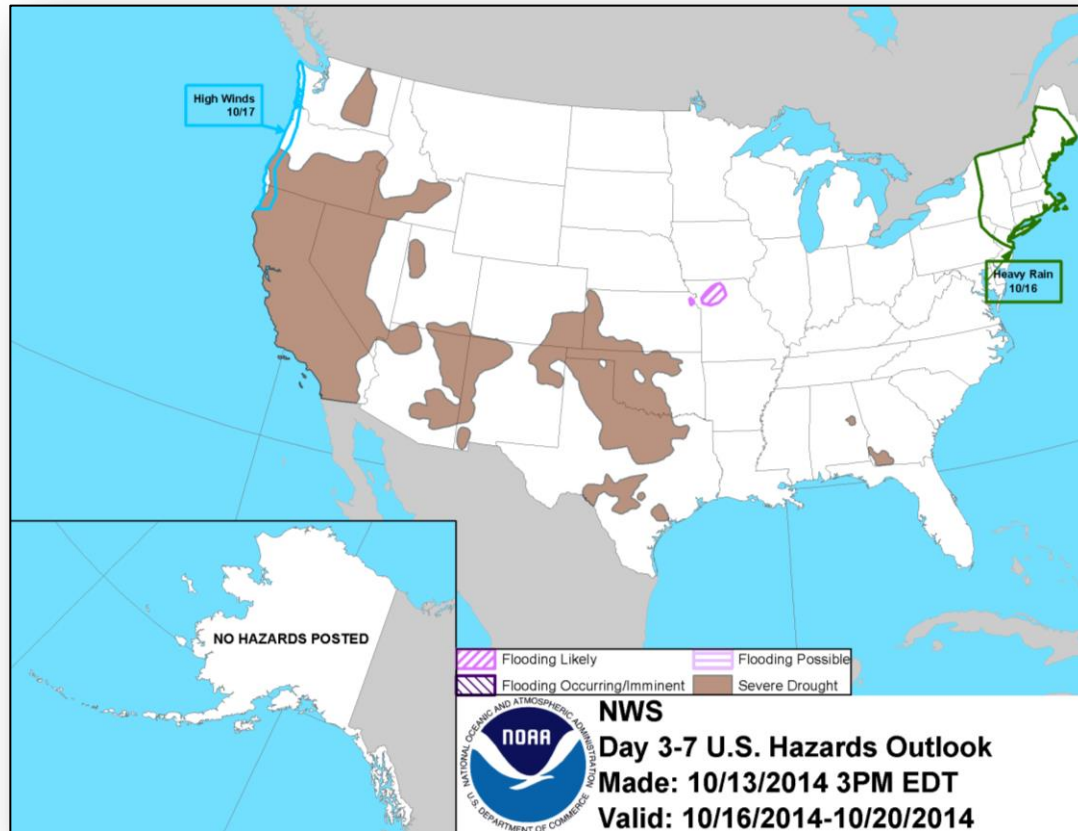 High Winds
10/17
Heavy Rain
10/16
NO HAZARDS POSTED
Flooding Likely
Flooding Possible
Flooding Occurring/Imminent
Severe Drought
NATIONAL OCEANIC AND ATMOSPHERIC ADMINISTRATION
NOAA
U.S. DEPARTMENT OF COMMERCE
NWS
Day 3-7 U.S. Hazards Outlook
Made: 10/13/2014 3PM EDT
Valid: 10/16/2014-10/20/2014